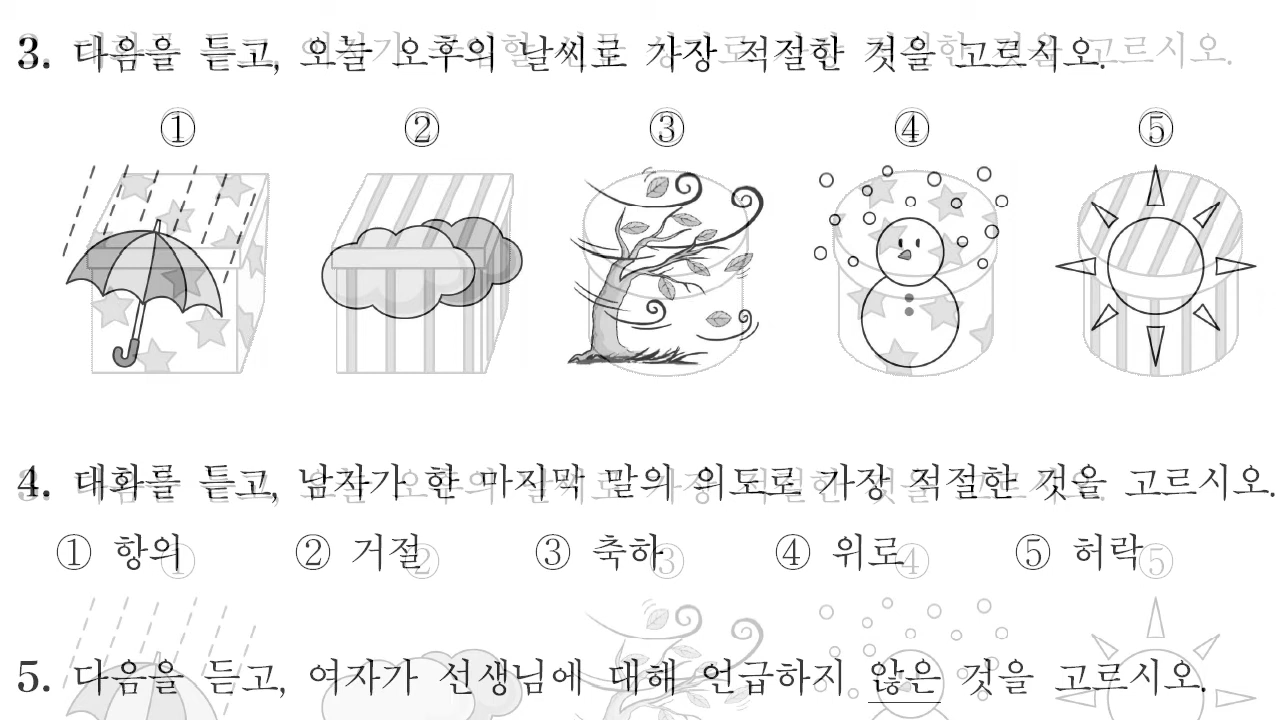 3. 다음을 듣고, 오늘 오후의 날씨로 가장 적절한 것을 고르시오.
① ② ③ ④ ⑤
4. 대화를 듣고, 남자가 한 마지막 말의 의도로 가장 적절한 것을 고르시오.
① 항의 ② 거절 ③ 축하 ④ 위로 ⑤ 허락
5. 다음을 듣고, 여자가 선생님에 대해 언급하지 않은 것을 고르시오.